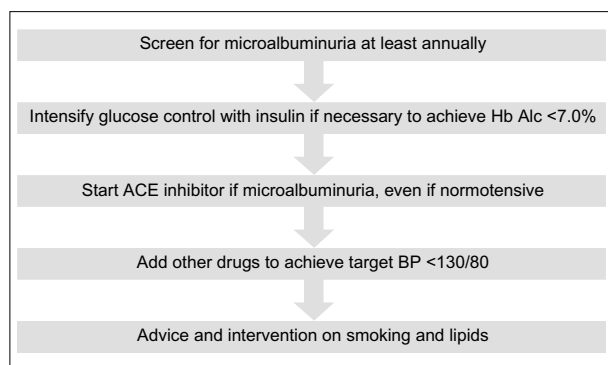 Screen for microalbuminuria at least annually
Intensify glucose control with insulin if necessary to achieve Hb Alc <7.0%
Start ACE inhibitor if microalbuminuria, even if normotensive
Add other drugs to achieve target BP <130/80
Advice and intervention on smoking and lipids